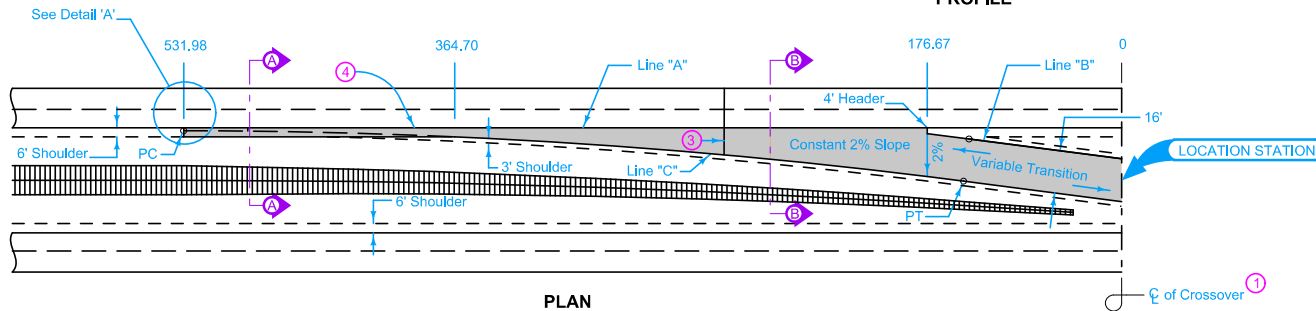 PROFILE
See Detail 'A'
531.98
364.70
176.67
0
A
B
4
Line "A"
Line "B"
4' Header
16'
6' Shoulder
PC
3
Constant 2% Slope
2%
Variable Transition
LOCATION STATION
3' Shoulder
Line "C"
A
6' Shoulder
B
PT
PLAN
℄ of Crossover
1